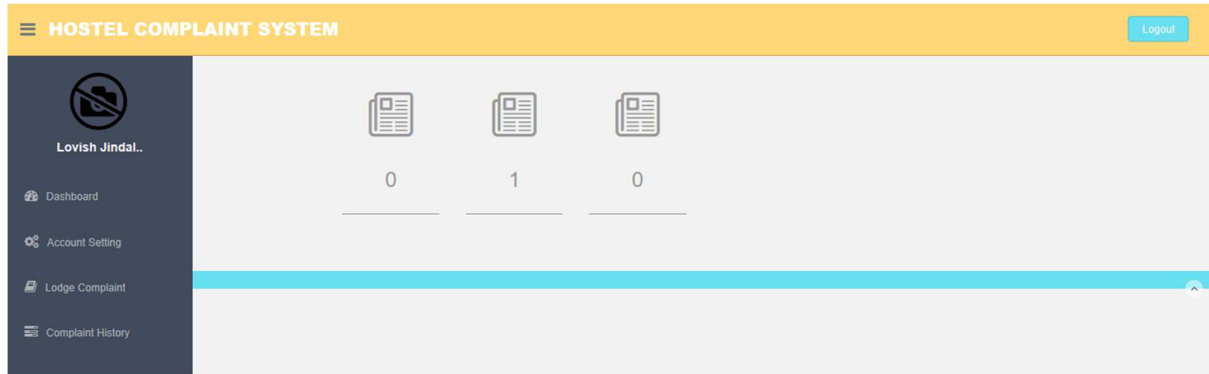 HOSTEL COMPLAINT SYSTEM
Logout
Lovish Jindal..
Dashboard
Account Setting
Lodge Complaint
Complaint History
0 1 0